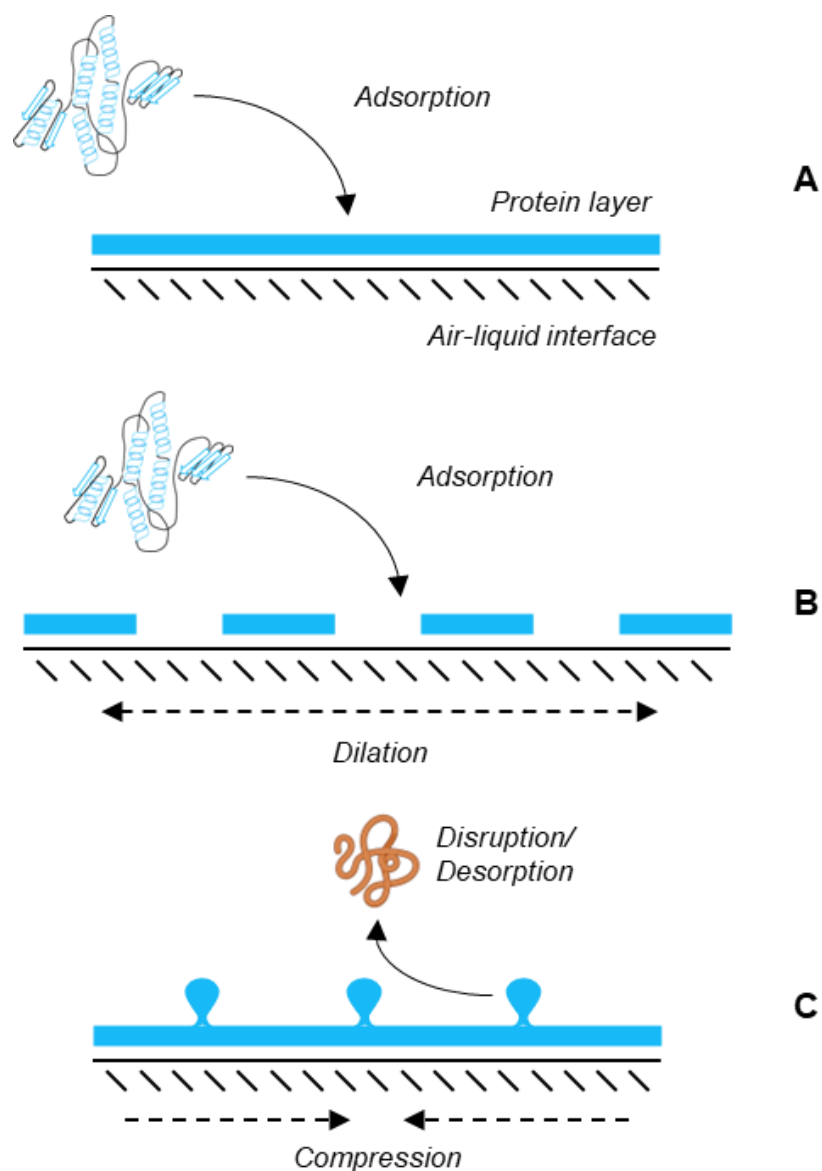 Adsorption
A
Protein layer
Air-liquid interface
Adsorption
B
Dilation
Disruption/
Desorption
C
Compression